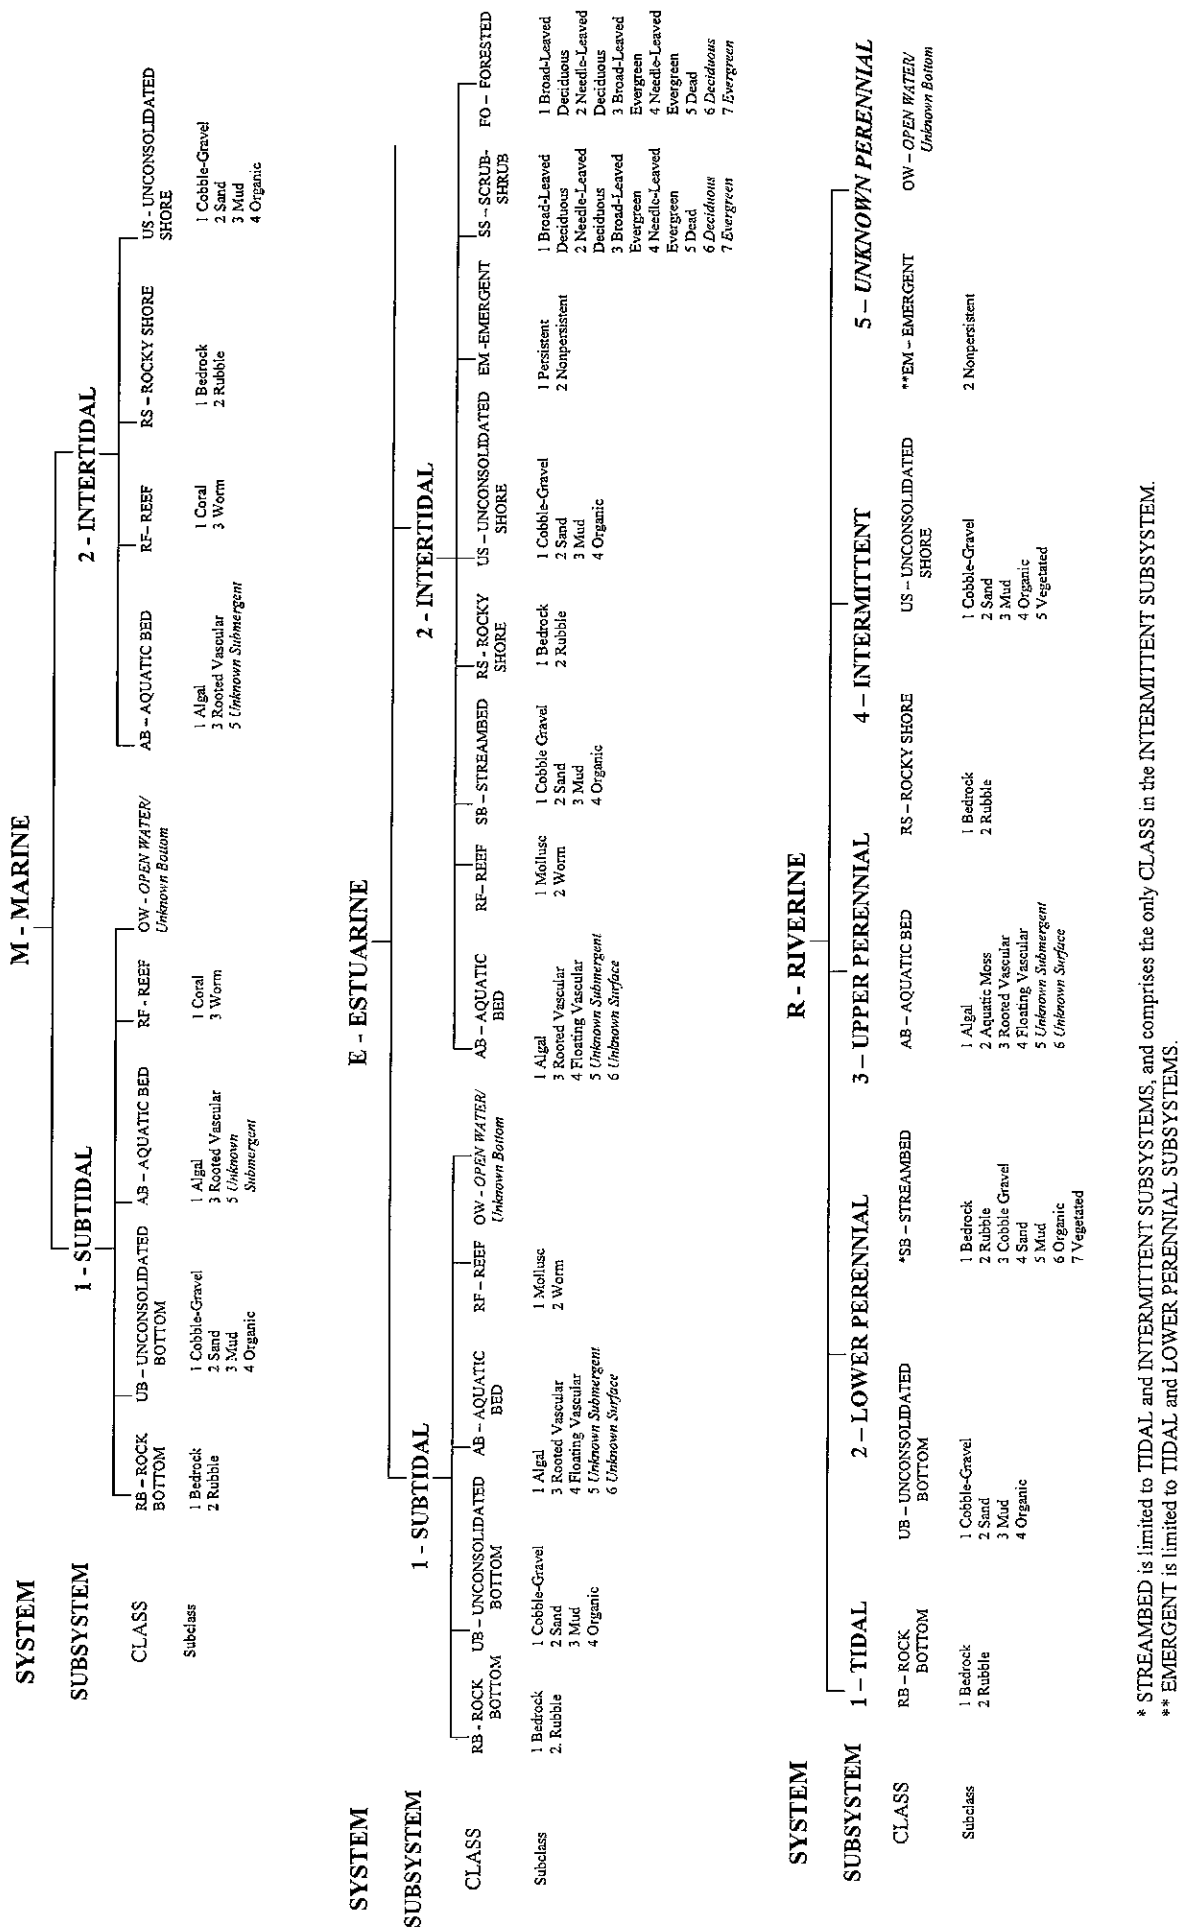 M - MARINE
SYSTEM
SUBSYSTEM
1 - SUBTIDAL
2 - INTERTIDAL
CLASS
RB – ROCK
BOTTOM
UB – UNCONSOLIDATED
BOTTOM
AB – AQUATIC BED
RF – REEF
OW - OPEN WATER/
Unknown Bottom
AB – AQUATIC BED
RF– REEF
RS – ROCKY SHORE
US - UNCONSOLIDATED
SHORE
Subclass
1 Bedrock
2 Rubble
1 Cobble-Gravel
2 Sand
3 Mud
4 Organic
1 Algal
3 Rooted Vascular
5 Unknown
Submergent
1 Coral
3 Worm
1 Algal
3 Rooted Vascular
5 Unknown Submergent
1 Coral
3 Worm
1 Bedrock
2 Rubble
1 Cobble-Gravel
2 Sand
3 Mud
4 Organic
E - ESTUARINE
SYSTEM
SUBSYSTEM
1 - SUBTIDAL
2 - INTERTIDAL
CLASS
RB - ROCK
BOTTOM
UB – UNCONSOLIDATED
BOTTOM
AB – AQUATIC
BED
RF – REEF
OW – OPEN WATER/
Unknown Bottom
AB – AQUATIC
BED
RF– REEF
SB – STREAMBED
RS - ROCKY
SHORE
US - UNCONSOLIDATED
SHORE
EM -EMERGENT
SS – SCRUB-
SHRUB
FO – FORESTED
Subclass
1 Bedrock
2. Rubble
1 Cobble-Gravel
2 Sand
3 Mud
4 Organic
1 Algal
3 Rooted Vascular
4 Floating Vascular
5 Unknown Submergent
6 Unknown Surface
1 Mollusc
2 Worm
1 Algal
3 Rooted Vascular
4 Floating Vascular
5 Unknown Submergent
6 Unknown Surface
1 Mollusc
2 Worm
1 Cobble Gravel
2 Sand
3 Mud
4 Organic
1 Bedrock
2 Rubble
1 Cobble-Gravel
2 Sand
3 Mud
4 Organic
1 Persistent
2 Nonpersistent
1 Broad-Leaved
Deciduous
2 Needle-Leaved
Deciduous
3 Broad-Leaved
Evergreen
4 Needle-Leaved
Evergreen
5 Dead
6 Deciduous
7 Evergreen
1 Broad-Leaved
Deciduous
2 Needle-Leaved
Deciduous
3 Broad-Leaved
Evergreen
4 Needle-Leaved
Evergreen
5 Dead
6 Deciduous
7 Evergreen
R - RIVERINE
SYSTEM
SUBSYSTEM
1 – TIDAL
2 – LOWER PERENNIAL
3 – UPPER PERENNIAL
4 – INTERMITTENT
5 – UNKNOWN PERENNIAL
CLASS
RB – ROCK
BOTTOM
UB – UNCONSOLIDATED
BOTTOM
*SB – STREAMBED
AB – AQUATIC BED
RS – ROCKY SHORE
US – UNCONSOLIDATED
SHORE
**EM – EMERGENT
OW – OPEN WATER/
Unknown Bottom
Subclass
1 Bedrock
2 Rubble
1 Cobble-Gravel
2 Sand
3 Mud
4 Organic
1 Bedrock
2 Rubble
3 Cobble Gravel
4 Sand
5 Mud
6 Organic
7 Vegetated
1 Algal
2 Aquatic Moss
3 Rooted Vascular
4 Floating Vascular
5 Unknown Submergent
6 Unknown Surface
1 Bedrock
2 Rubble
1 Cobble-Gravel
2 Sand
3 Mud
4 Organic
5 Vegetated
2 Nonpersistent
* STREAMBED is limited to TIDAL and INTERMITTENT SUBSYSTEMS, and comprises the only CLASS in the INTERMITTENT SUBSYSTEM.
** EMERGENT is limited to TIDAL and LOWER PERENNIAL SUBSYSTEMS.